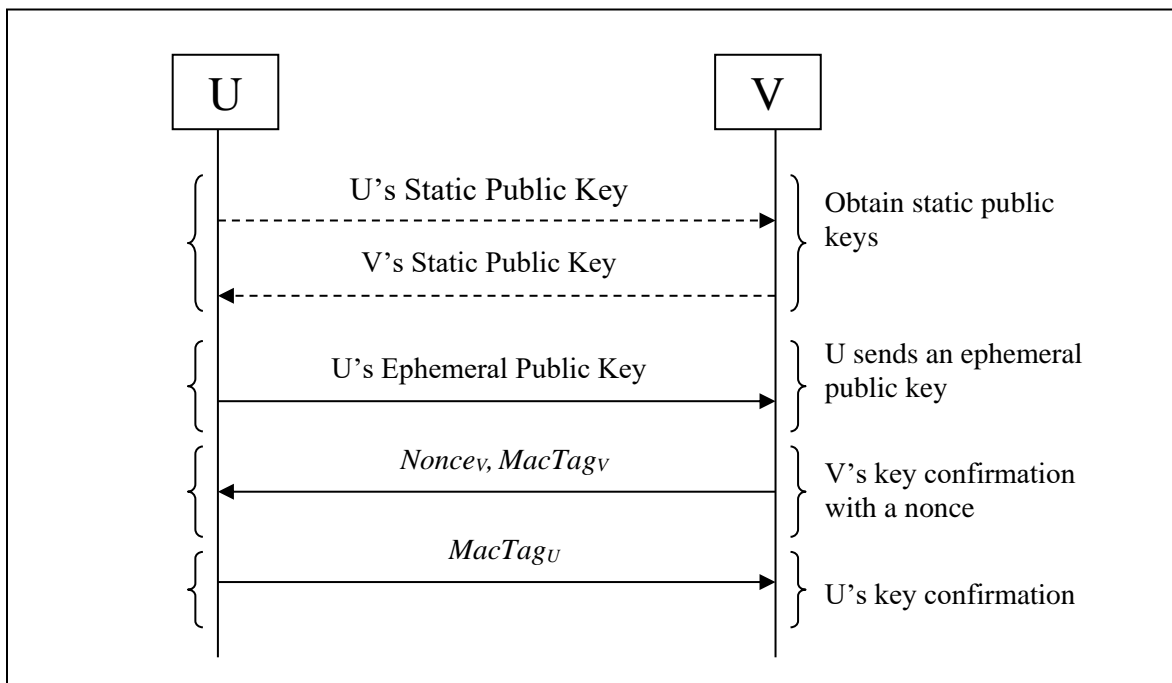 U
V
U’s Static Public Key
Obtain static public
keys
V’s Static Public Key
U’s Ephemeral Public Key
U sends an ephemeral
public key
NonceV, MacTagV
V’s key confirmation
with a nonce
MacTagU
U’s key confirmation